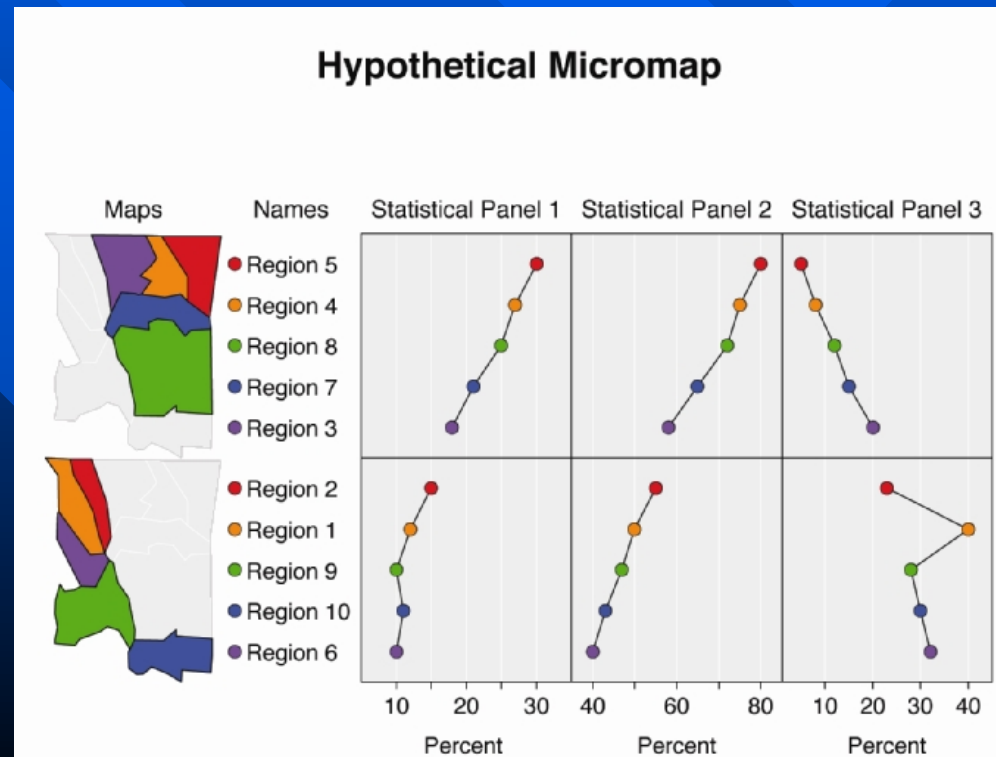 Hypothetical Micromap
Maps Names Statistical Panel 1 Statistical Panel 2 Statistical Panel 3
Region 5
Region 4
Region 8
Region 7
Region 3
Region 2
Region 1
Region 9
Region 10
Region 6
10 20 30 40 60 80 10 20 30 40
Percent Percent Percent